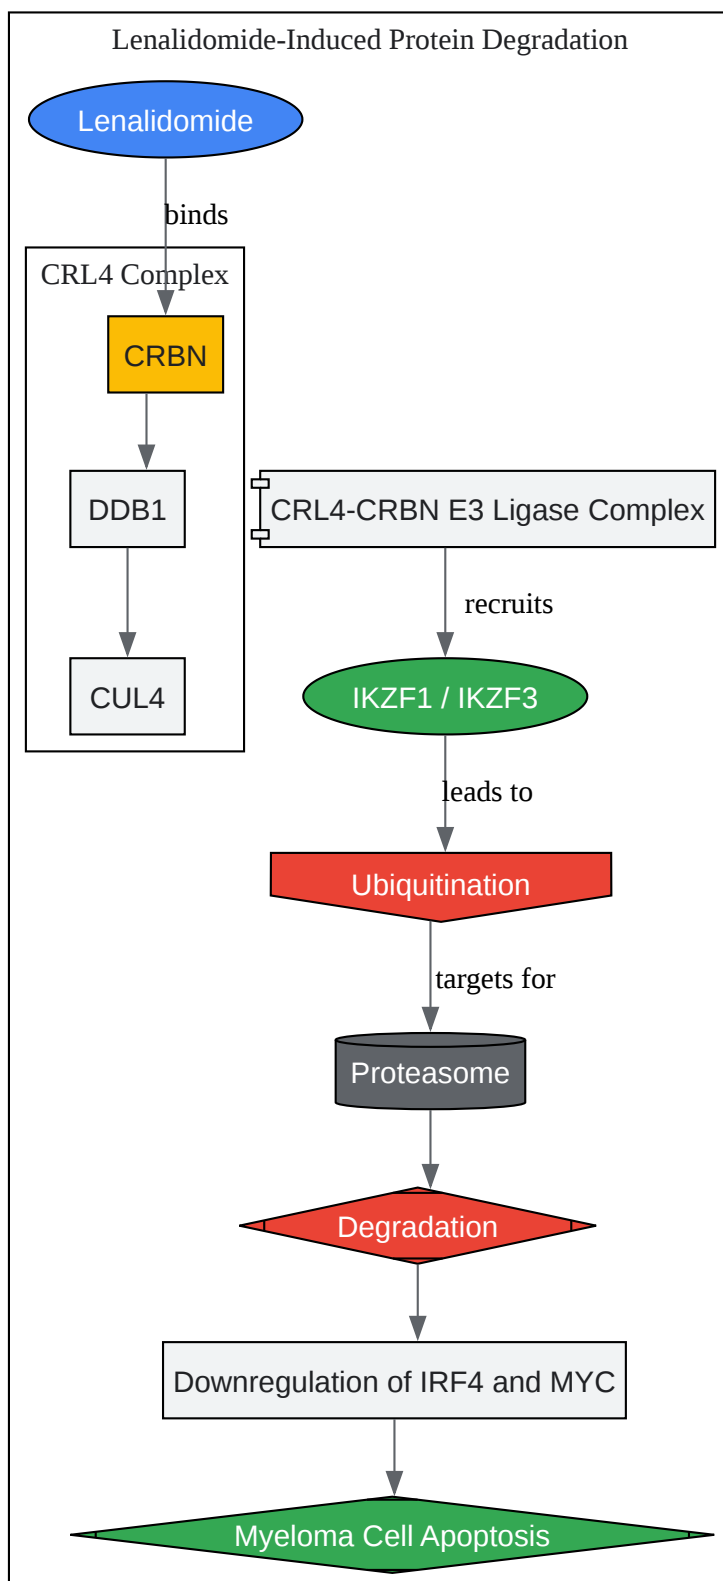 Lenalidomide-Induced Protein Degradation
Lenalidomide
binds
CRL4 Complex
CRBN
DDB1
CRL4-CRBN E3 Ligase Complex
recruits
CUL4
IKZF1 / IKZF3
leads to
Ubiquitination
targets for
Proteasome
Degradation
Downregulation of IRF4 and MYC
Myeloma Cell Apoptosis